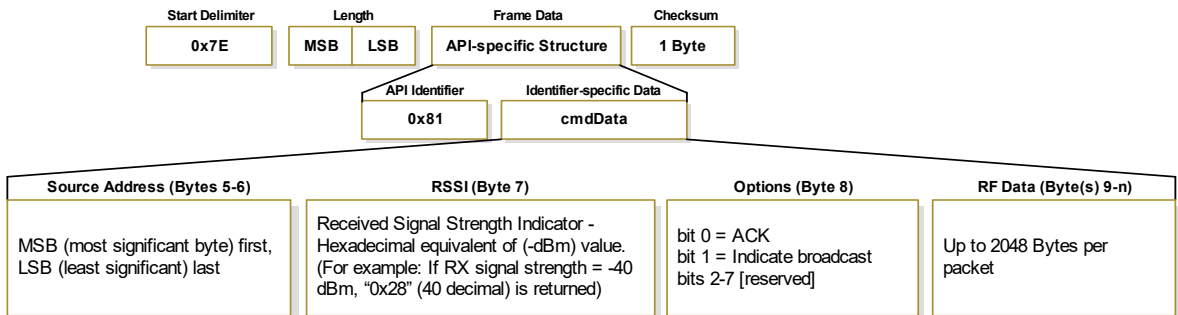 Start Delimiter Length Frame Data Checksum
0x7E MSB LSB API-specific Structure 1 Byte
API Identifier Identifier-specific Data
0x81 cmdData
Source Address (Bytes 5-6)
MSB (most significant byte) first,
LSB (least significant) last
RSSI (Byte 7)
Received Signal Strength Indicator -
Hexadecimal equivalent of (-dBm) value.
(For example: If RX signal strength = -40
dBm, “0x28” (40 decimal) is returned)
Options (Byte 8)
bit 0 = ACK
bit 1 = Indicate broadcast
bits 2-7 [reserved]
RF Data (Byte(s) 9-n)
Up to 2048 Bytes per
packet